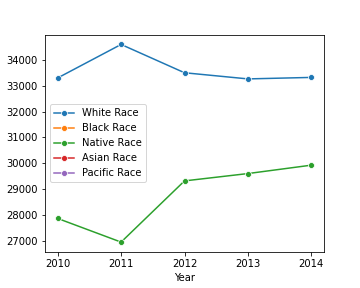 34000
33000
32000
31000
30000
29000
28000
27000
White Race
Black Race
Native Race
Asian Race
Pacific Race
2010 2011 2012 2013 2014
Year